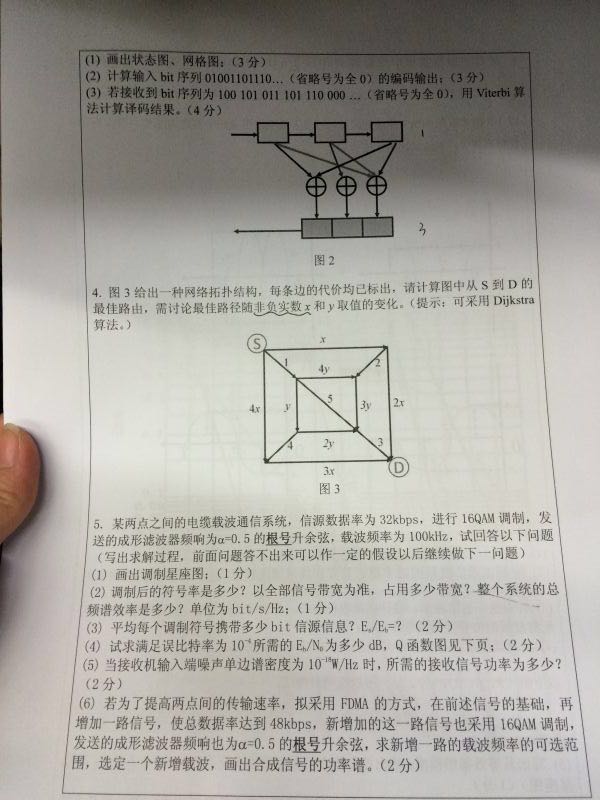 (1) 画出状态图、网格图；（3 分）
(2) 计算输入 bit 序列 01001101110…（省略号为全 0）的编码输出；（3 分）
(3) 若接收到 bit 序列为 100 101 011 101 110 000 …（省略号为全 0），用 Viterbi 算
法计算译码结果。（4 分）
1
3
图 2
4. 图 3 给出一种网络拓扑结构，每条边的代价均已标出，请计算图中从 S 到 D 的
最佳路由，需讨论最佳路径随非负实数 x 和 y 取值的变化。（提示：可采用 Dijkstra
算法。）
S
x
1
4y
2
4x
y
5
3y
2x
4
2y
3
3x
D
图 3
5. 某两点之间的电缆载波通信系统，信源数据率为 32kbps，进行 16QAM 调制，发
送的成形滤波器频响为α=0.5 的根号升余弦，载波频率为 100kHz，试回答以下问题
（写出求解过程，前面问题答不出来可以作一定的假设以后继续做下一问题）
(1) 画出调制星座图；（1 分）
(2) 调制后的符号率是多少？以全部信号带宽为准，占用多少带宽？整个系统的总
频谱效率是多少？单位为 bit/s/Hz；（1 分）
(3) 平均每个调制符号携带多少 bit 信源信息？Es/Eb=？（2 分）
(4) 试求满足误比特率为 10⁻⁶所需的 Eb/N₀为多少 dB，Q 函数图见下页；（2 分）
(5) 当接收机输入端噪声单边谱密度为 10⁻¹⁸W/Hz 时，所需的接收信号功率为多少？
（2 分）
(6) 若为了提高两点间的传输速率，拟采用 FDMA 的方式，在前述信号的基础，再
增加一路信号，使总数据率达到 48kbps，新增加的这一路信号也采用 16QAM 调制，
发送的成形滤波器频响也为α=0.5 的根号升余弦，求新增一路的载波频率的可选范
围，选定一个新增载波，画出合成信号的功率谱。（2 分）